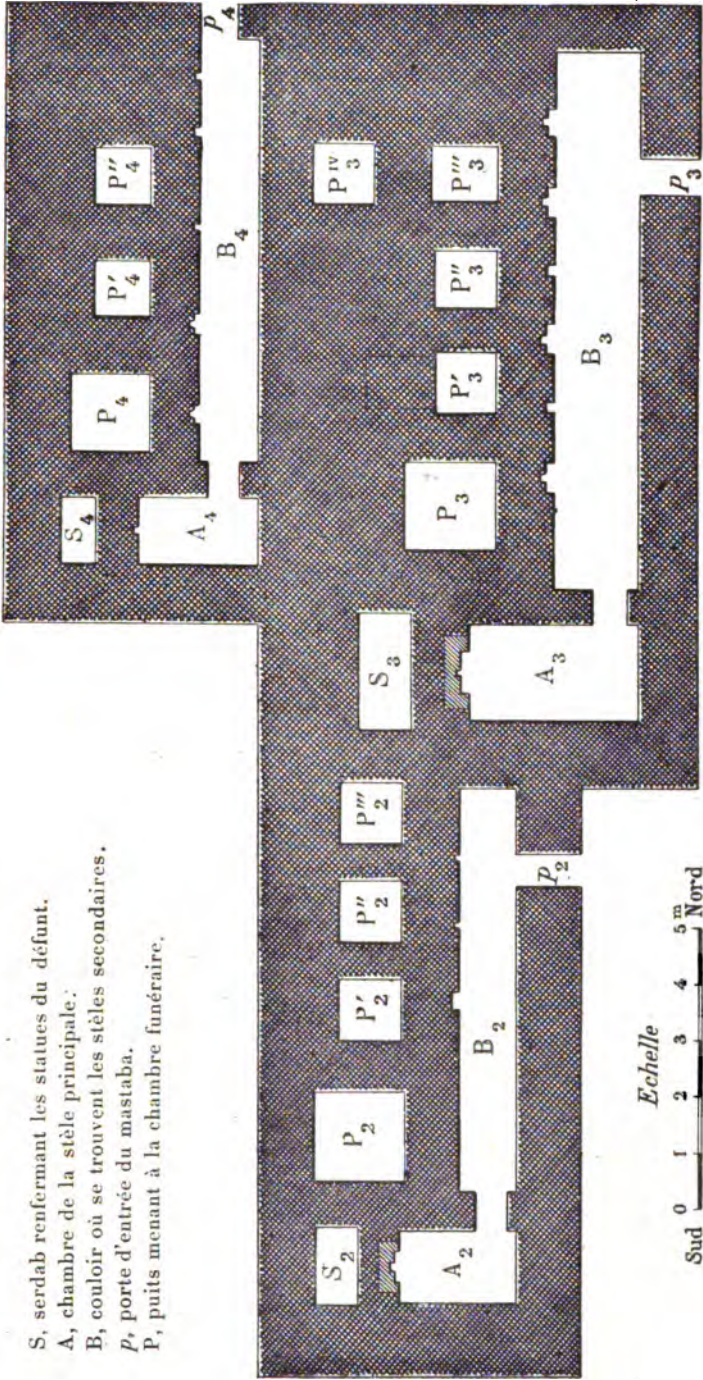 S, serdab renfermant les statues du défunt.
A, chambre de la stèle principale.
B, couloir où se trouvent les stèles secondaires.
p, porte d'entrée du mastaba.
P, puits menant à la chambre funéraire.
S₄
P₄
P'₄
P"₄
p₄
A₄
B₄
S₃
P₃
P'₃
P"₃
P'''₃
Pᴵⱽ₃
A₃
B₃
p₃
S₂
P₂
P'₂
P"₂
P'''₂
A₂
B₂
p₂
Echelle
0 1 2 3 4 5ᵐ
Sud Nord